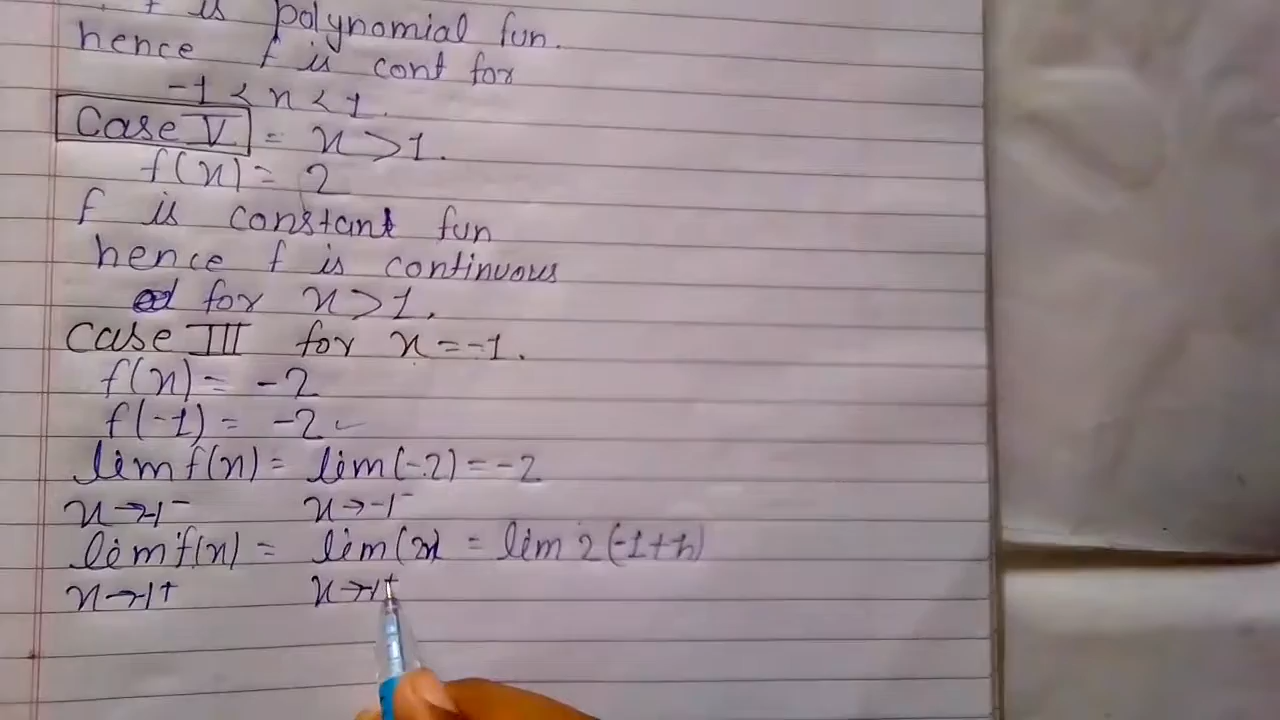 f is polynomial fun.
hence f is cont for
-1 < x < 1.
Case V = x > 1.
f(x) = 2
f is constant fun
hence f is continuous
for x > 1.
Case III for x = -1.
f(x) = -2
f(-1) = -2
lim f(x) = lim (-2) = -2
x→-1⁻ x→-1⁻
lim f(x) = lim (2x) = lim 2(-1+h)
x→-1⁺ x→-1⁺